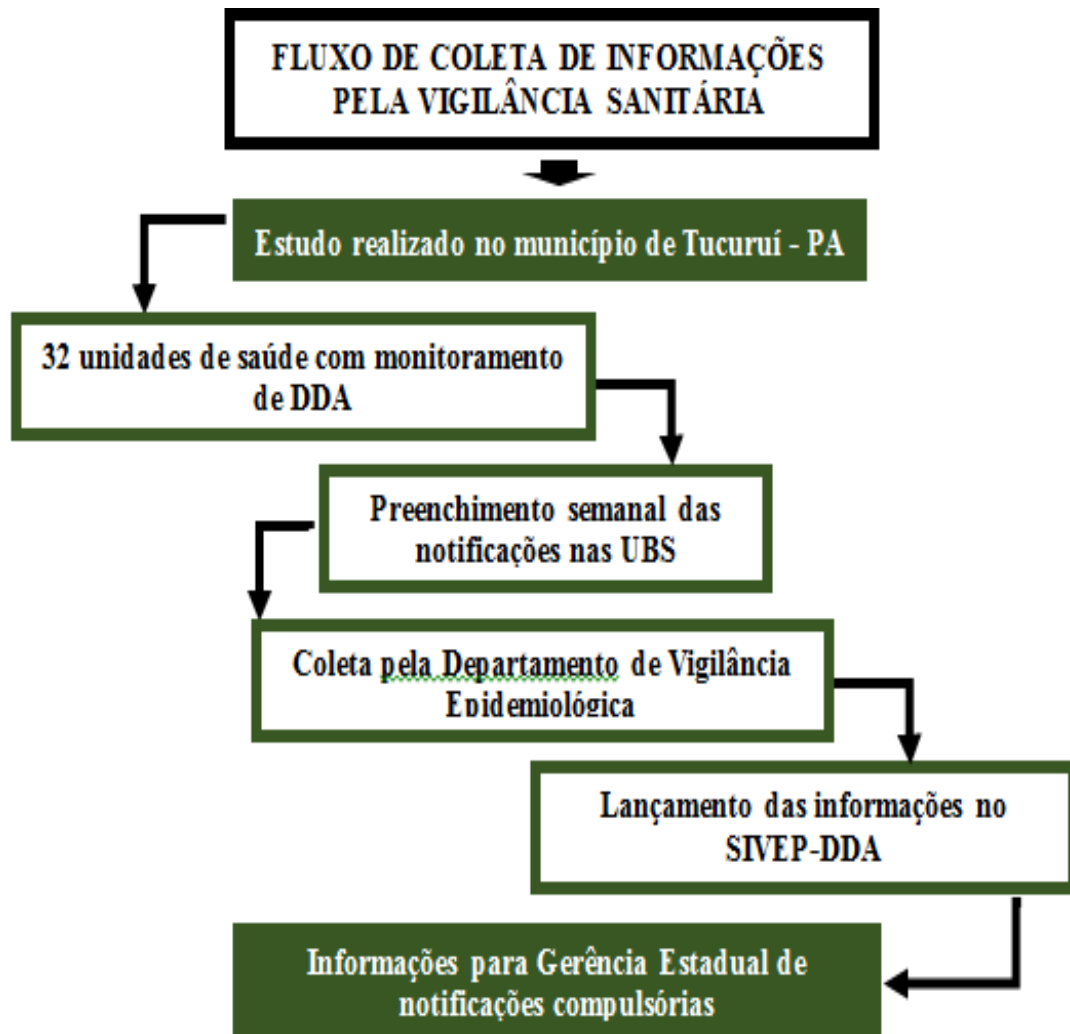 FLUXO DE COLETA DE INFORMAÇÕES
PELA VIGILÂNCIA SANITÁRIA
Estudo realizado no município de Tucuruí - PA
32 unidades de saúde com monitoramento
de DDA
Preenchimento semanal das
notificações nas UBS
Coleta pela Departamento de Vigilância
Epidemiológica
Lançamento das informações no
SIVEP-DDA
Informações para Gerência Estadual de
notificações compulsórias